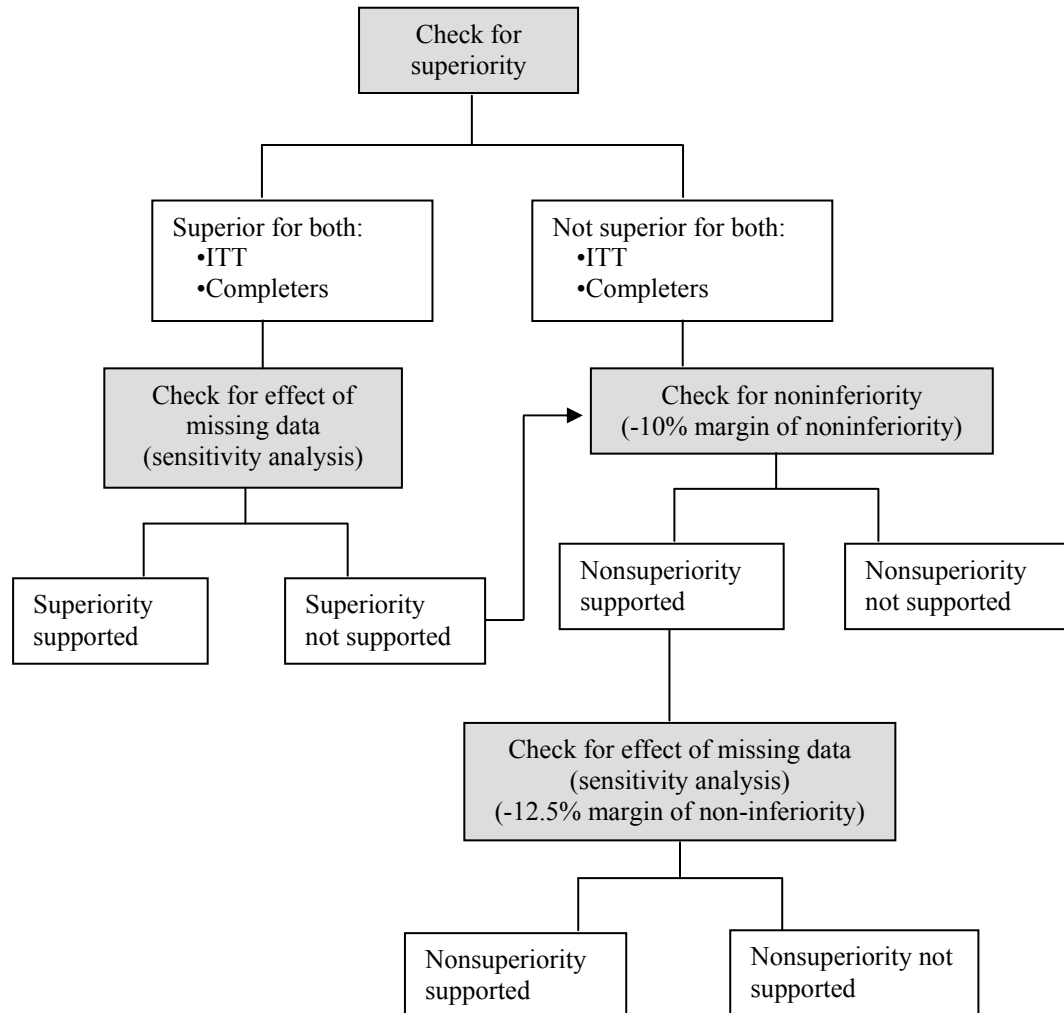 Check for
superiority
Superior for both:
•ITT
•Completers
Not superior for both:
•ITT
•Completers
Check for effect of
missing data
(sensitivity analysis)
Check for noninferiority
(-10% margin of noninferiority)
Superiority
supported
Superiority
not supported
Nonsuperiority
supported
Nonsuperiority
not supported
Check for effect of missing data
(sensitivity analysis)
(-12.5% margin of non-inferiority)
Nonsuperiority
supported
Nonsuperiority not
supported